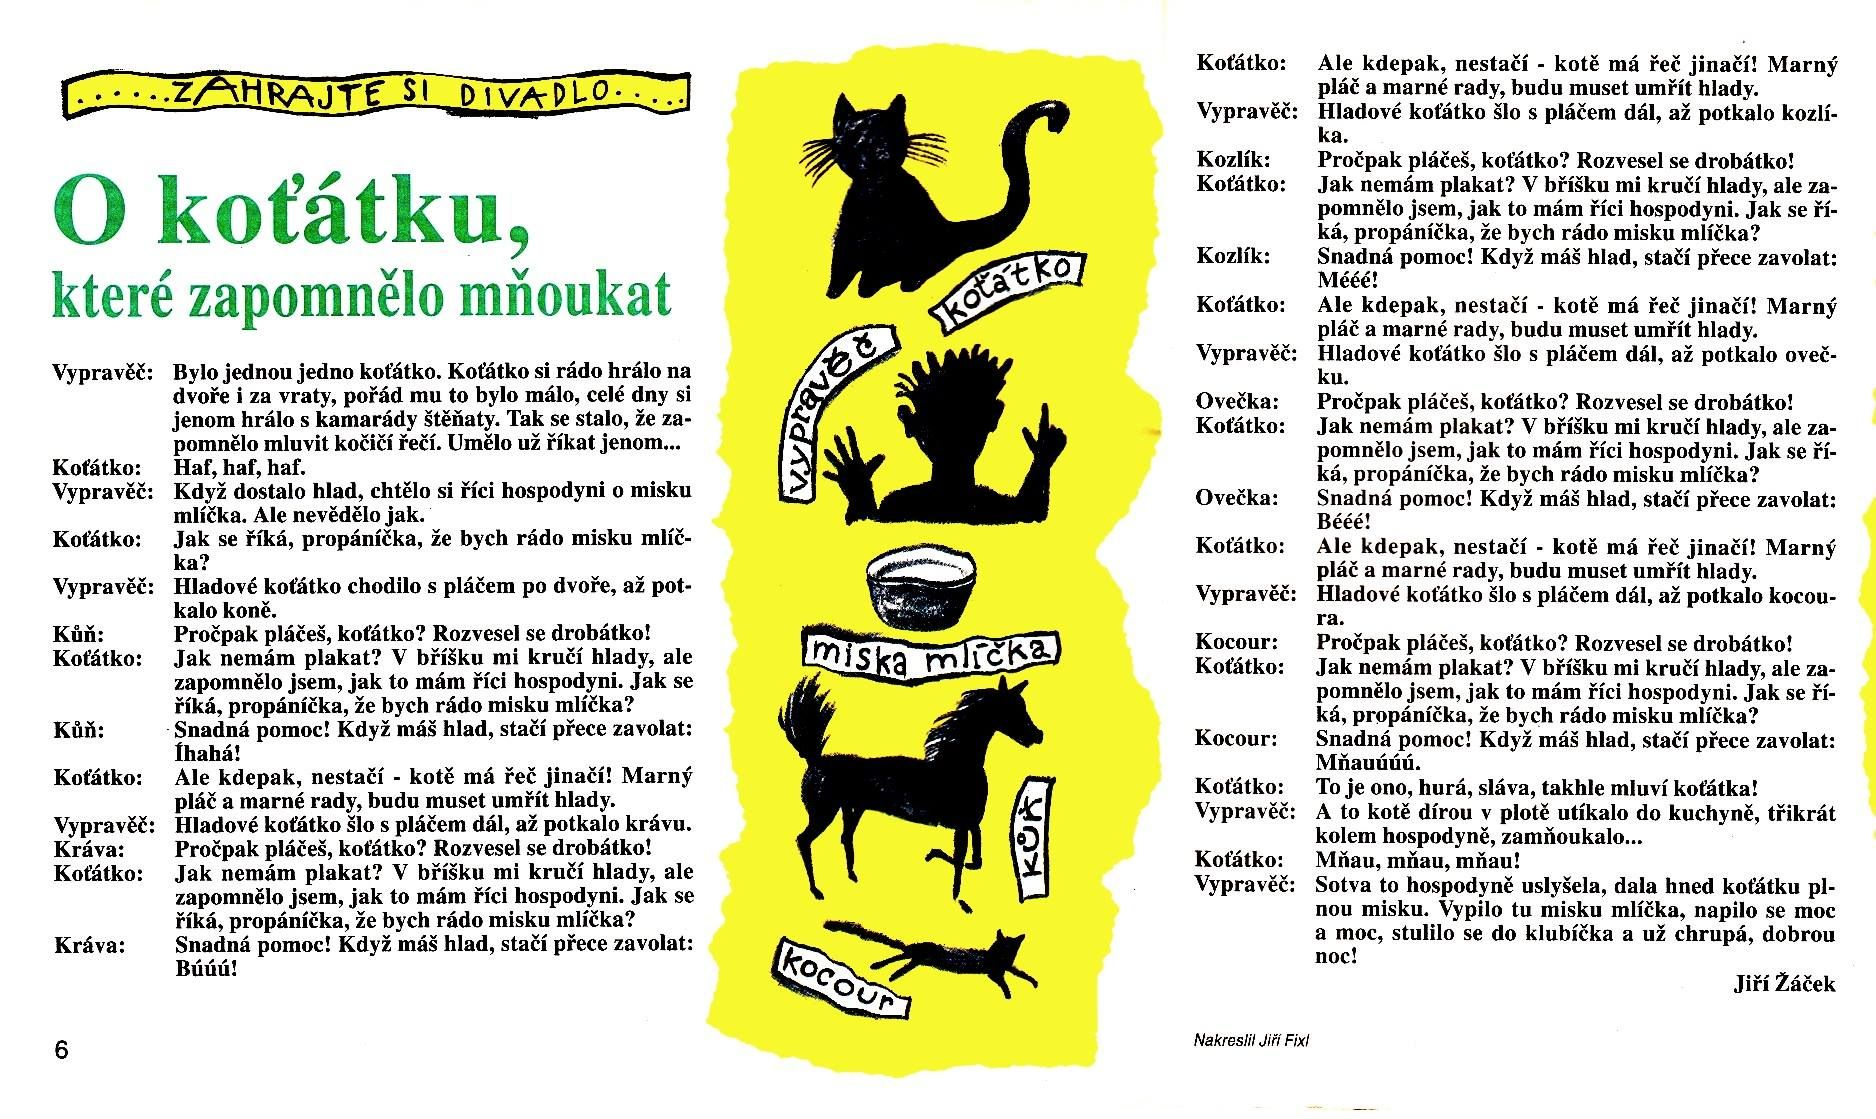 ......ZAHRAJTE SI DIVADLO.....
O koťátku,
které zapomnělo mňoukat
Vypravěč: Bylo jednou jedno koťátko. Koťátko si rádo hrálo na
dvoře i za vraty, pořád mu to bylo málo, celé dny si
jenom hrálo s kamarády štěňaty. Tak se stalo, že za-
pomnělo mluvit kočičí řečí. Umělo už říkat jenom...
Koťátko: Haf, haf, haf.
Vypravěč: Když dostalo hlad, chtělo si říci hospodyni o misku
mlíčka. Ale nevědělo jak.
Koťátko: Jak se říká, propáníčka, že bych rádo misku mlíč-
ka?
Vypravěč: Hladové koťátko chodilo s pláčem po dvoře, až pot-
kalo koně.
Kůň: Pročpak pláčeš, koťátko? Rozvesel se drobátko!
Koťátko: Jak nemám plakat? V bříšku mi kručí hlady, ale
zapomnělo jsem, jak to mám říci hospodyni. Jak se
říká, propáníčka, že bych rádo misku mlíčka?
Kůň: Snadná pomoc! Když máš hlad, stačí přece zavolat:
Íhahá!
Koťátko: Ale kdepak, nestačí - kotě má řeč jinačí! Marný
pláč a marné rady, budu muset umřít hlady.
Vypravěč: Hladové koťátko šlo s pláčem dál, až potkalo krávu.
Kráva: Pročpak pláčeš, koťátko? Rozvesel se drobátko!
Koťátko: Jak nemám plakat? V bříšku mi kručí hlady, ale
zapomnělo jsem, jak to mám říci hospodyni. Jak se
říká, propáníčka, že bych rádo misku mlíčka?
Kráva: Snadná pomoc! Když máš hlad, stačí přece zavolat:
Búúú!
6
koťátko
vypravěč
miska mlíčka
kůň
kocour
Koťátko: Ale kdepak, nestačí - kotě má řeč jinačí! Marný
pláč a marné rady, budu muset umřít hlady.
Vypravěč: Hladové koťátko šlo s pláčem dál, až potkalo kozlí-
ka.
Kozlík: Pročpak pláčeš, koťátko? Rozvesel se drobátko!
Koťátko: Jak nemám plakat? V bříšku mi kručí hlady, ale za-
pomnělo jsem, jak to mám říci hospodyni. Jak se ří-
ká, propáníčka, že bych rádo misku mlíčka?
Kozlík: Snadná pomoc! Když máš hlad, stačí přece zavolat:
Mééé!
Koťátko: Ale kdepak, nestačí - kotě má řeč jinačí! Marný
pláč a marné rady, budu muset umřít hlady.
Vypravěč: Hladové koťátko šlo s pláčem dál, až potkalo oveč-
ku.
Ovečka: Pročpak pláčeš, koťátko? Rozvesel se drobátko!
Koťátko: Jak nemám plakat? V bříšku mi kručí hlady, ale za-
pomnělo jsem, jak to mám říci hospodyni. Jak se ří-
ká, propáníčka, že bych rádo misku mlíčka?
Ovečka: Snadná pomoc! Když máš hlad, stačí přece zavolat:
Bééé!
Koťátko: Ale kdepak, nestačí - kotě má řeč jinačí! Marný
pláč a marné rady, budu muset umřít hlady.
Vypravěč: Hladové koťátko šlo s pláčem dál, až potkalo kocou-
ra.
Kocour: Pročpak pláčeš, koťátko? Rozvesel se drobátko!
Koťátko: Jak nemám plakat? V bříšku mi kručí hlady, ale za-
pomnělo jsem, jak to mám říci hospodyni. Jak se ří-
ká, propáníčka, že bych rádo misku mlíčka?
Kocour: Snadná pomoc! Když máš hlad, stačí přece zavolat:
Mňauúúú.
Koťátko: To je ono, hurá, sláva, takhle mluví koťátka!
Vypravěč: A to kotě dírou v plotě utíkalo do kuchyně, třikrát
kolem hospodyně, zamňoukalo...
Koťátko: Mňau, mňau, mňau!
Vypravěč: Sotva to hospodyně uslyšela, dala hned koťátku pl-
nou misku. Vypilo tu misku mlíčka, napilo se moc
a moc, stulilo se do klubíčka a už chrupá, dobrou
noc!
Jiří Žáček
Nakreslil Jiří Fixl